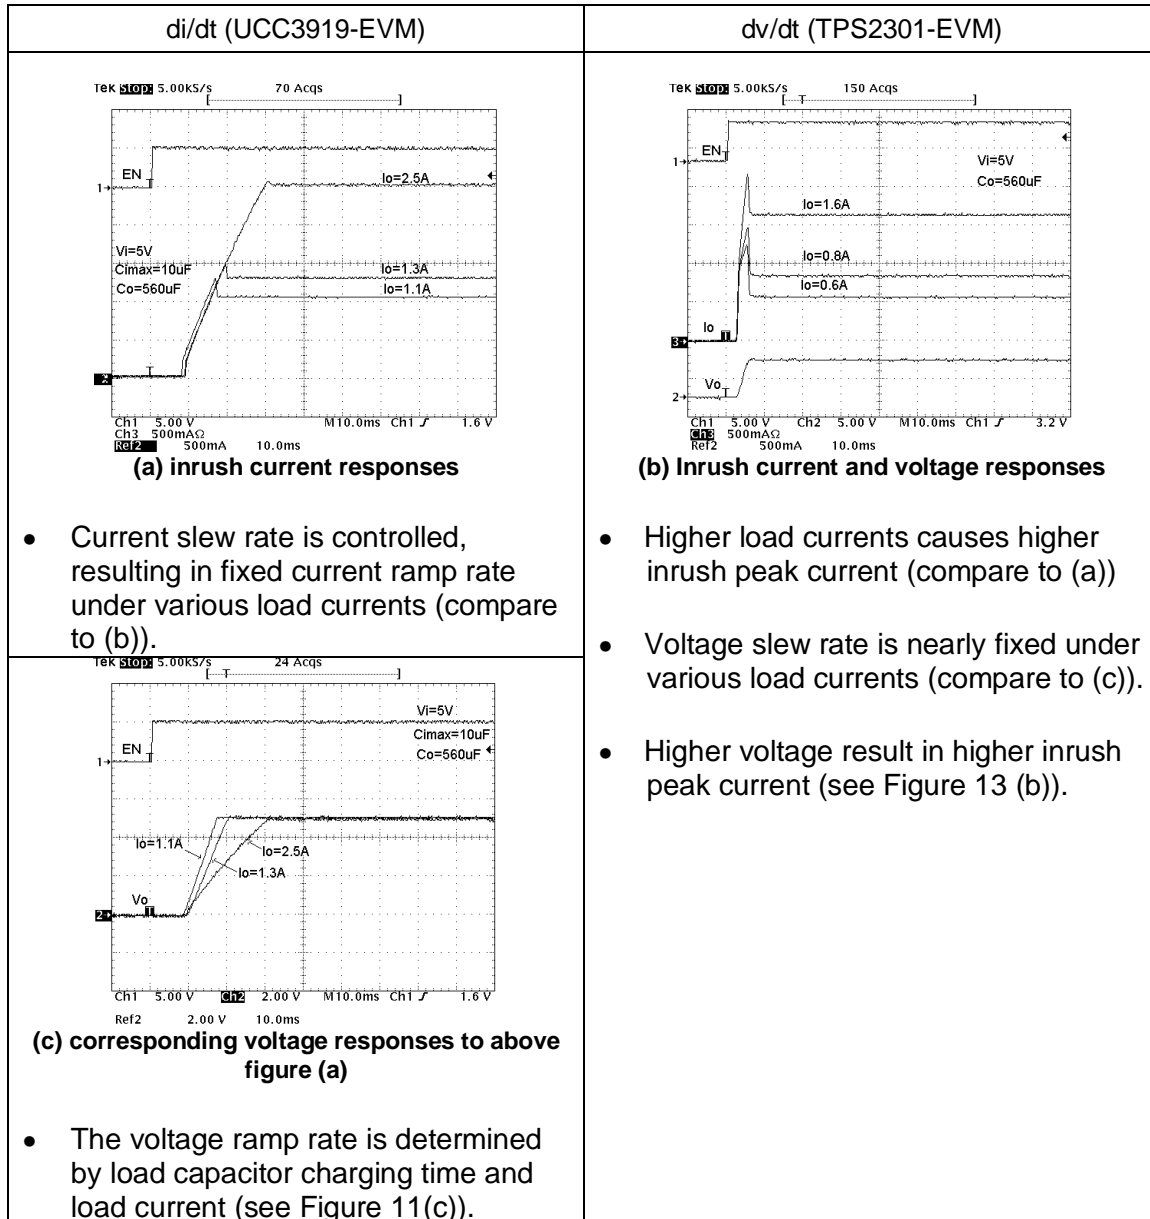 di/dt (UCC3919-EVM)
Tek Stop: 5.00kS/s 70 Acqs
EN
1
Io=2.5A
Vi=5V
Cimax=10uF
Co=560uF
Io=1.3A
Io=1.1A
Ch1 5.00 V M10.0ms Ch1 1.6 V
Ch3 500mAΩ
Ref2 500mA 10.0ms
(a) inrush current responses
• Current slew rate is controlled,
resulting in fixed current ramp rate
under various load currents (compare
to (b)).
Tek Stop: 5.00kS/s 24 Acqs
T
Vi=5V
Cimax=10uF
Co=560uF
EN
1
Io=1.1A
Io=2.5A
Io=1.3A
Vo
2
Ch1 5.00 V Ch2 2.00 V M10.0ms Ch1 1.6 V
Ref2 2.00 V 10.0ms
(c) corresponding voltage responses to above
figure (a)
• The voltage ramp rate is determined
by load capacitor charging time and
load current (see Figure 11(c)).
dv/dt (TPS2301-EVM)
Tek Stop: 5.00kS/s 150 Acqs
T
EN
1
Vi=5V
Co=560uF
Io=1.6A
Io=0.8A
Io=0.6A
Io
3
Vo
2
Ch1 5.00 V Ch2 5.00 V M10.0ms Ch1 3.2 V
Ch3 500mAΩ
Ref2 500mA 10.0ms
(b) Inrush current and voltage responses
• Higher load currents causes higher
inrush peak current (compare to (a))
• Voltage slew rate is nearly fixed under
various load currents (compare to (c)).
• Higher voltage result in higher inrush
peak current (see Figure 13 (b)).